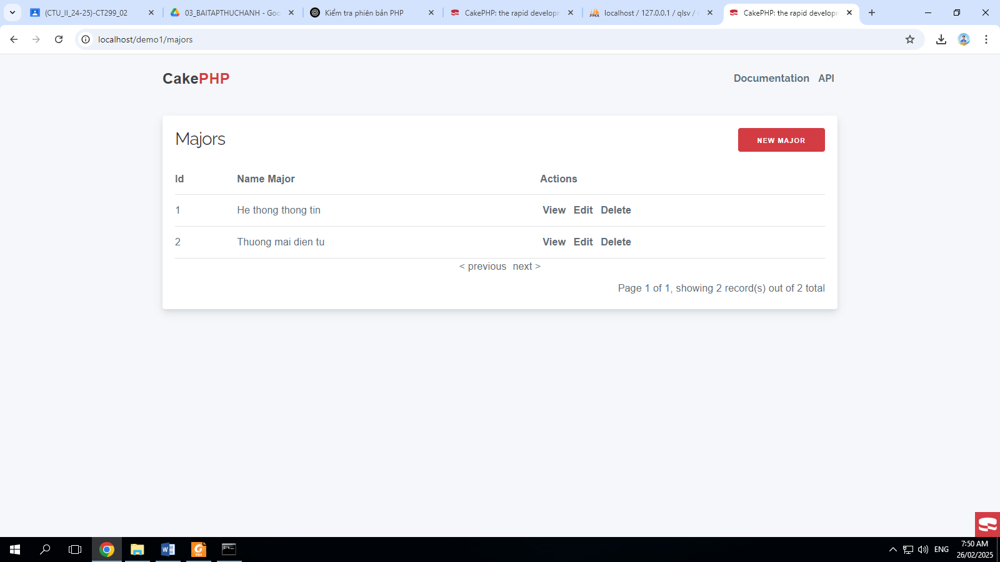 (CTU_II_24-25)-CT299_02
03_BAITAPTHUCHANH - Goo
Kiểm tra phiên bản PHP
CakePHP: the rapid developm
localhost / 127.0.0.1 / qlsv /
CakePHP: the rapid developm
localhost/demo1/majors
CakePHP
Documentation API
Majors
NEW MAJOR
Id Name Major Actions
1 He thong thong tin View Edit Delete
2 Thuong mai dien tu View Edit Delete
< previous next >
Page 1 of 1, showing 2 record(s) out of 2 total
ENG
7:50 AM
26/02/2025